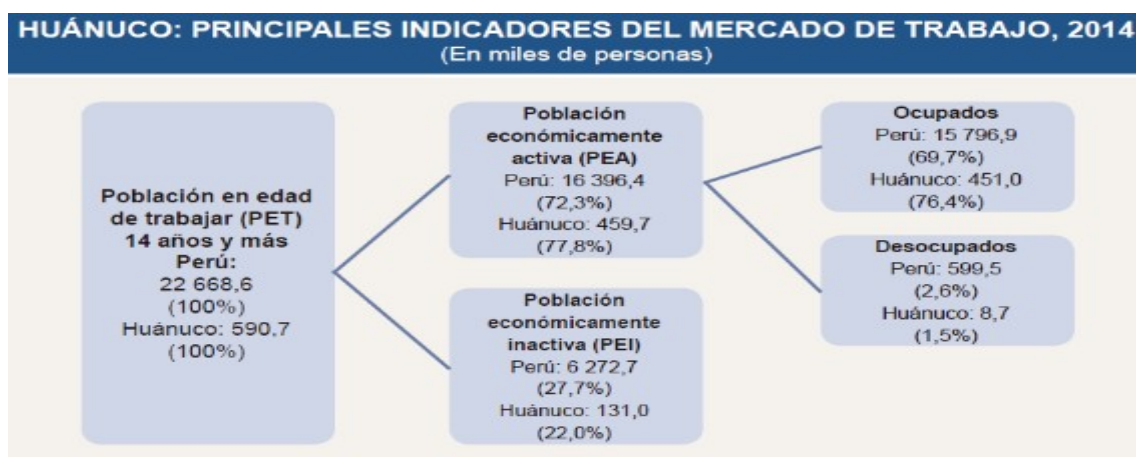 HUÁNUCO: PRINCIPALES INDICADORES DEL MERCADO DE TRABAJO, 2014
(En miles de personas)
Población en edad
de trabajar (PET)
14 años y más
Perú:
22 668,6
(100%)
Huánuco: 590,7
(100%)
Población
económicamente
activa (PEA)
Perú: 16 396,4
(72,3%)
Huánuco: 459,7
(77,8%)
Población
económicamente
inactiva (PEI)
Perú: 6 272,7
(27,7%)
Huánuco: 131,0
(22,0%)
Ocupados
Perú: 15 796,9
(69,7%)
Huánuco: 451,0
(76,4%)
Desocupados
Perú: 599,5
(2,6%)
Huánuco: 8,7
(1,5%)